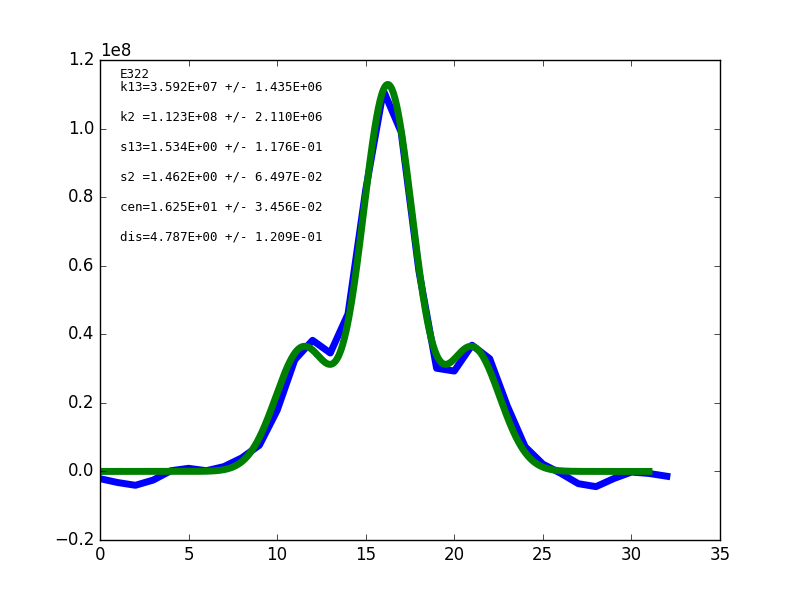 1e8
1.2
E322
k13=3.592E+07 +/- 1.435E+06
k2 =1.123E+08 +/- 2.110E+06
1.0
s13=1.534E+00 +/- 1.176E-01
s2 =1.462E+00 +/- 6.497E-02
0.8
cen=1.625E+01 +/- 3.456E-02
dis=4.787E+00 +/- 1.209E-01
0.6
0.4
0.2
0.0
−0.2
0 5 10 15 20 25 30 35